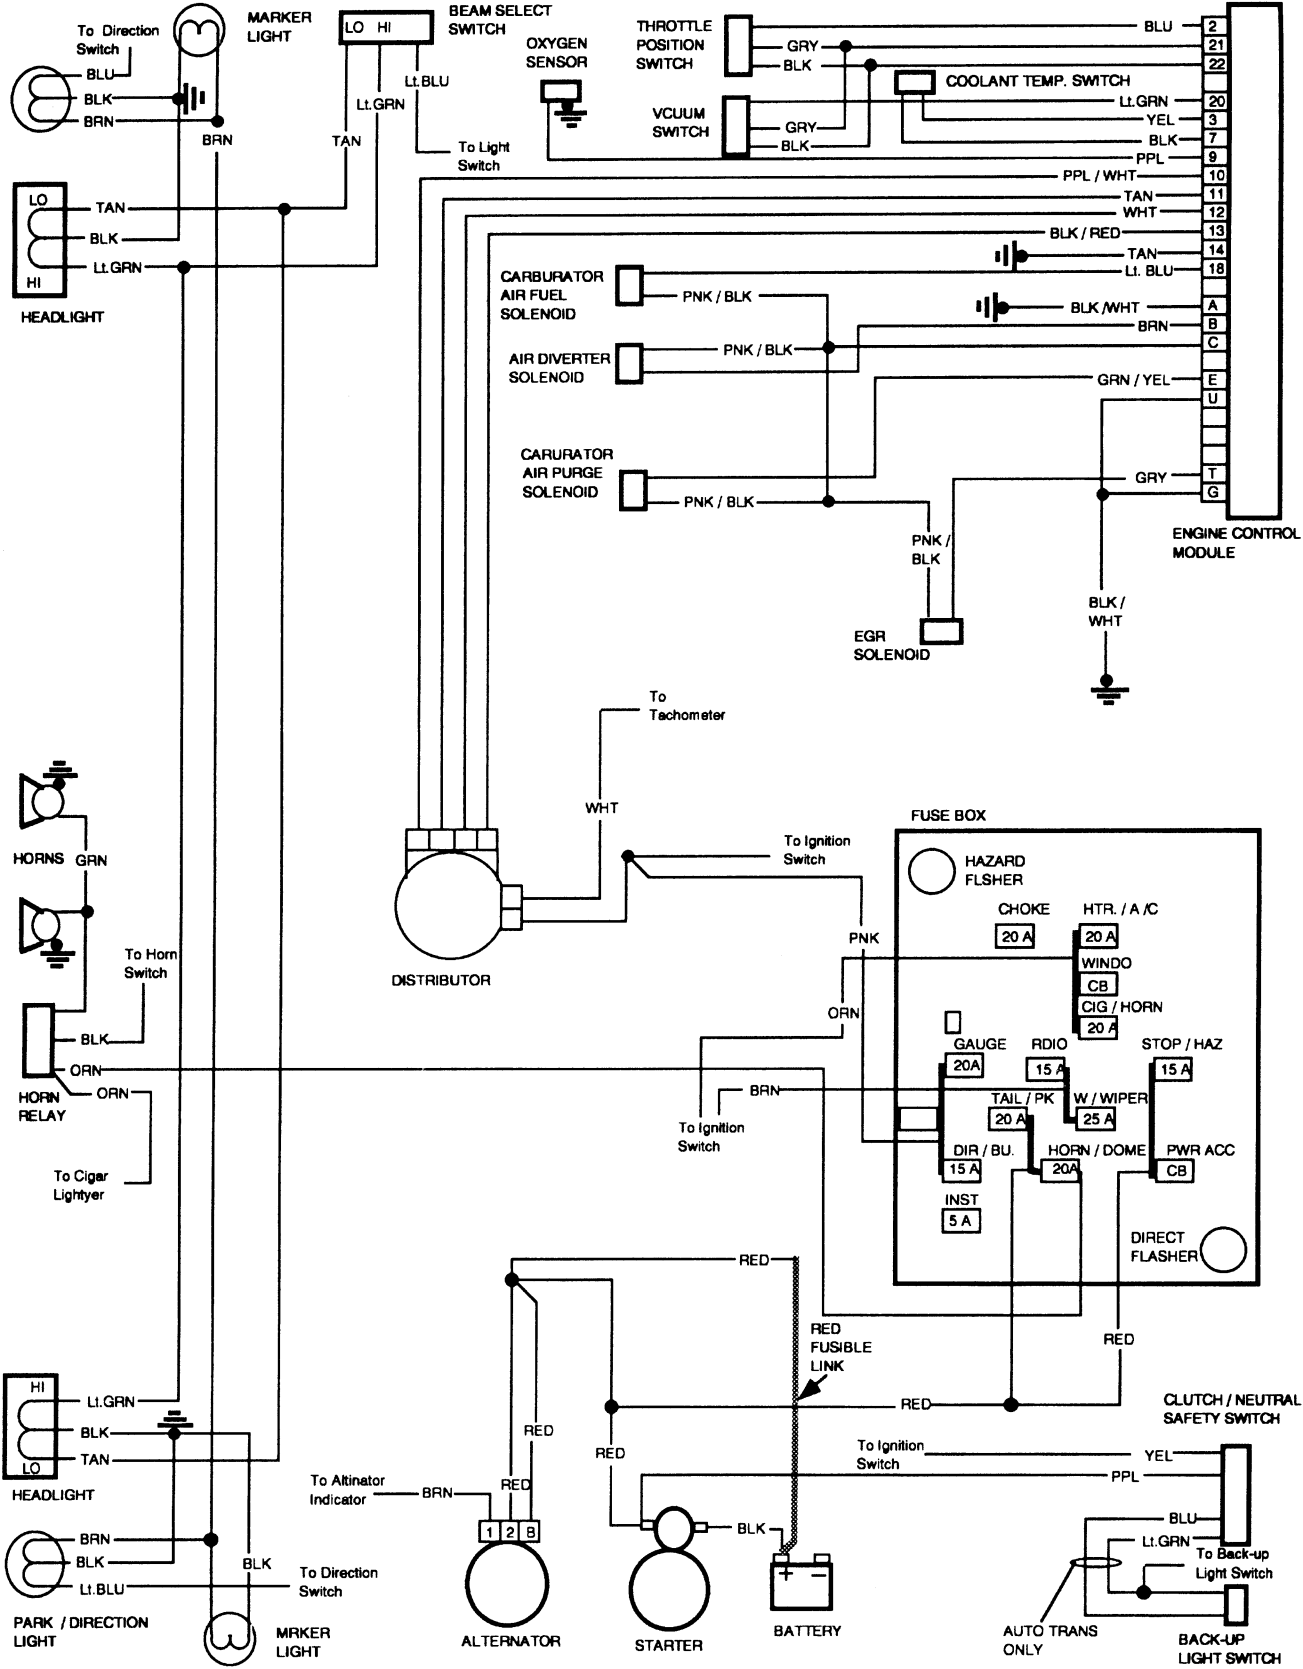 To Direction
Switch
MARKER
LIGHT
BLU
BLK
BRN
BRN
LO HI
BEAM SELECT
SWITCH
Lt.BLU
Lt.GRN
TAN
To Light
Switch
OXYGEN
SENSOR
THROTTLE
POSITION
SWITCH
BLU
GRY
BLK
COOLANT TEMP. SWITCH
VCUUM
SWITCH
GRY
BLK
Lt.GRN
YEL
BLK
PPL
PPL / WHT
TAN
WHT
BLK / RED
TAN
Lt. BLU
BLK /WHT
BRN
GRN / YEL
GRY
2
21
22
20
3
7
9
10
11
12
13
14
18
A
B
C
E
U
T
G
ENGINE CONTROL
MODULE
LO
TAN
BLK
Lt.GRN
HI
HEADLIGHT
CARBURATOR
AIR FUEL
SOLENOID
PNK / BLK
AIR DIVERTER
SOLENOID
PNK / BLK
CARURATOR
AIR PURGE
SOLENOID
PNK / BLK
PNK /
BLK
EGR
SOLENOID
BLK /
WHT
To
Tachometer
WHT
HORNS
GRN
To Horn
Switch
BLK
ORN
ORN
HORN
RELAY
To Cigar
Lightyer
DISTRIBUTOR
To Ignition
Switch
PNK
ORN
BRN
To Ignition
Switch
FUSE BOX
HAZARD
FLSHER
CHOKE
20 A
HTR. / A /C
20 A
WINDO
CB
CIG / HORN
20 A
GAUGE
20A
RDIO
15 A
STOP / HAZ
15 A
TAIL / PK
20 A
W / WIPER
25 A
DIR / BU.
15 A
HORN / DOME
20A
PWR ACC
CB
INST
5 A
DIRECT
FLASHER
RED
RED
FUSIBLE
LINK
RED
RED
RED
RED
RED
HI
Lt.GRN
BLK
TAN
LO
HEADLIGHT
BRN
BLK
Lt.BLU
BLK
PARK / DIRECTION
LIGHT
MRKER
LIGHT
To Direction
Switch
To Altinator
Indicator
BRN
1 2 B
ALTERNATOR
STARTER
BLK
+ −
BATTERY
CLUTCH / NEUTRAL
SAFETY SWITCH
To Ignition
Switch
YEL
PPL
BLU
Lt.GRN
To Back-up
Light Switch
AUTO TRANS
ONLY
BACK-UP
LIGHT SWITCH